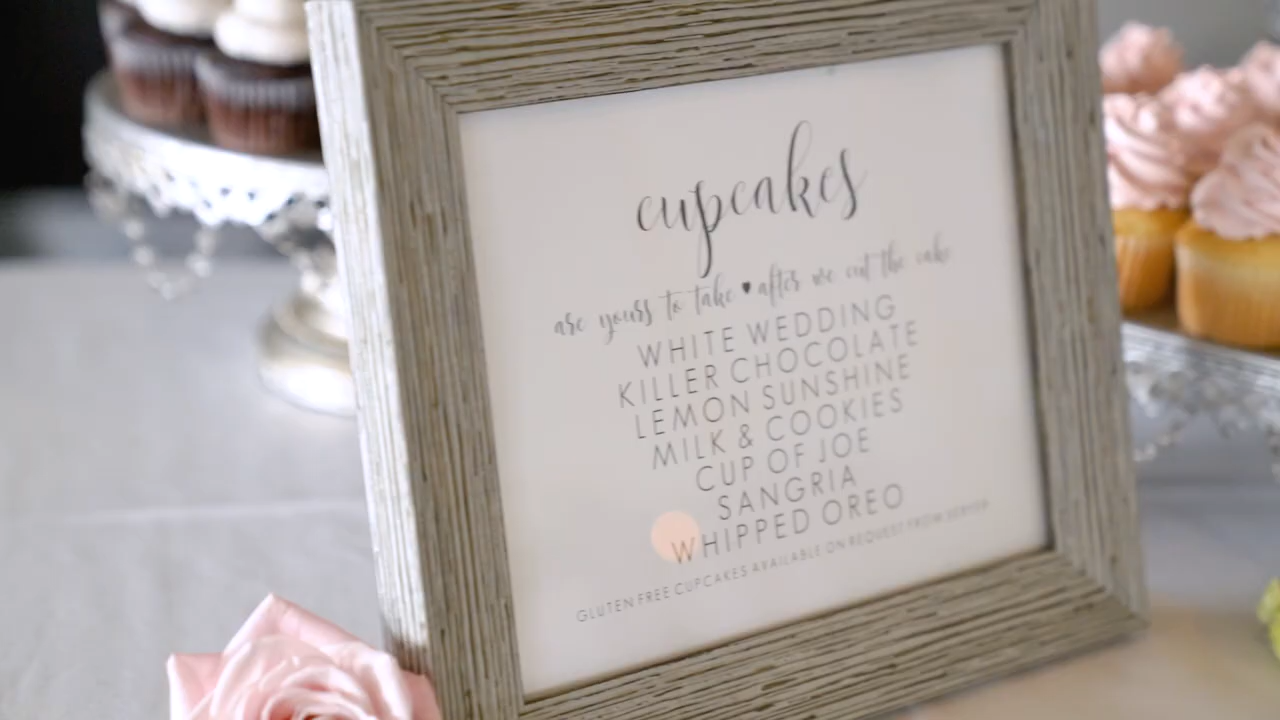 cupcakes
are yours to take ♥ after we cut the cake
WHITE WEDDING
KILLER CHOCOLATE
LEMON SUNSHINE
MILK & COOKIES
CUP OF JOE
SANGRIA
WHIPPED OREO
GLUTEN FREE CUPCAKES AVAILABLE ON REQUEST FROM SERVER